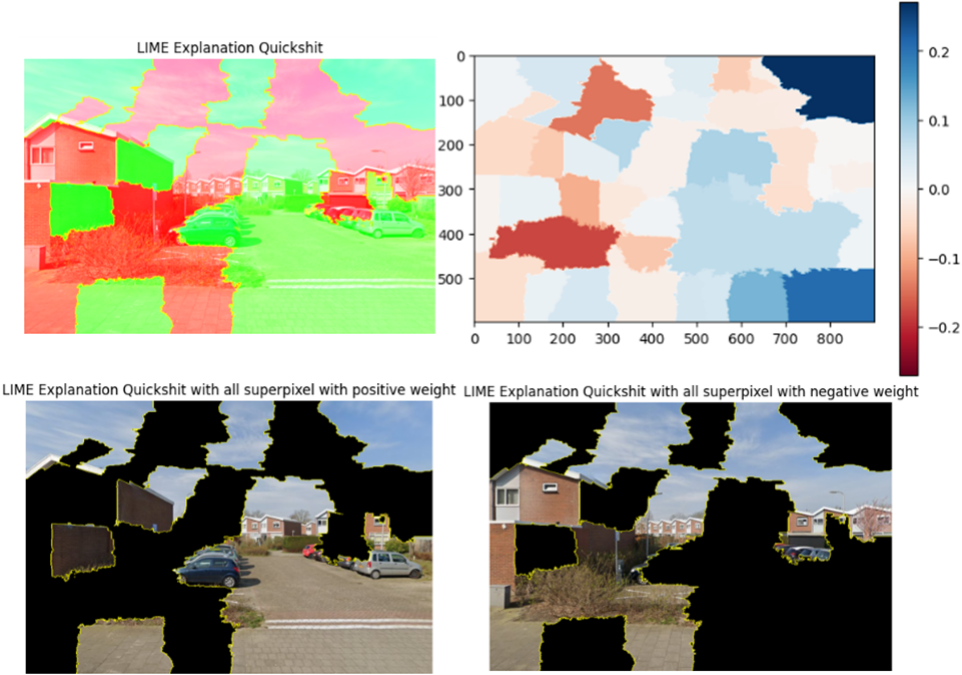 LIME Explanation Quickshit
0
100
200
300
400
500
0 100 200 300 400 500 600 700 800
0.2
0.1
0.0
−0.1
−0.2
LIME Explanation Quickshit with all superpixel with positive weight
LIME Explanation Quickshit with all superpixel with negative weight